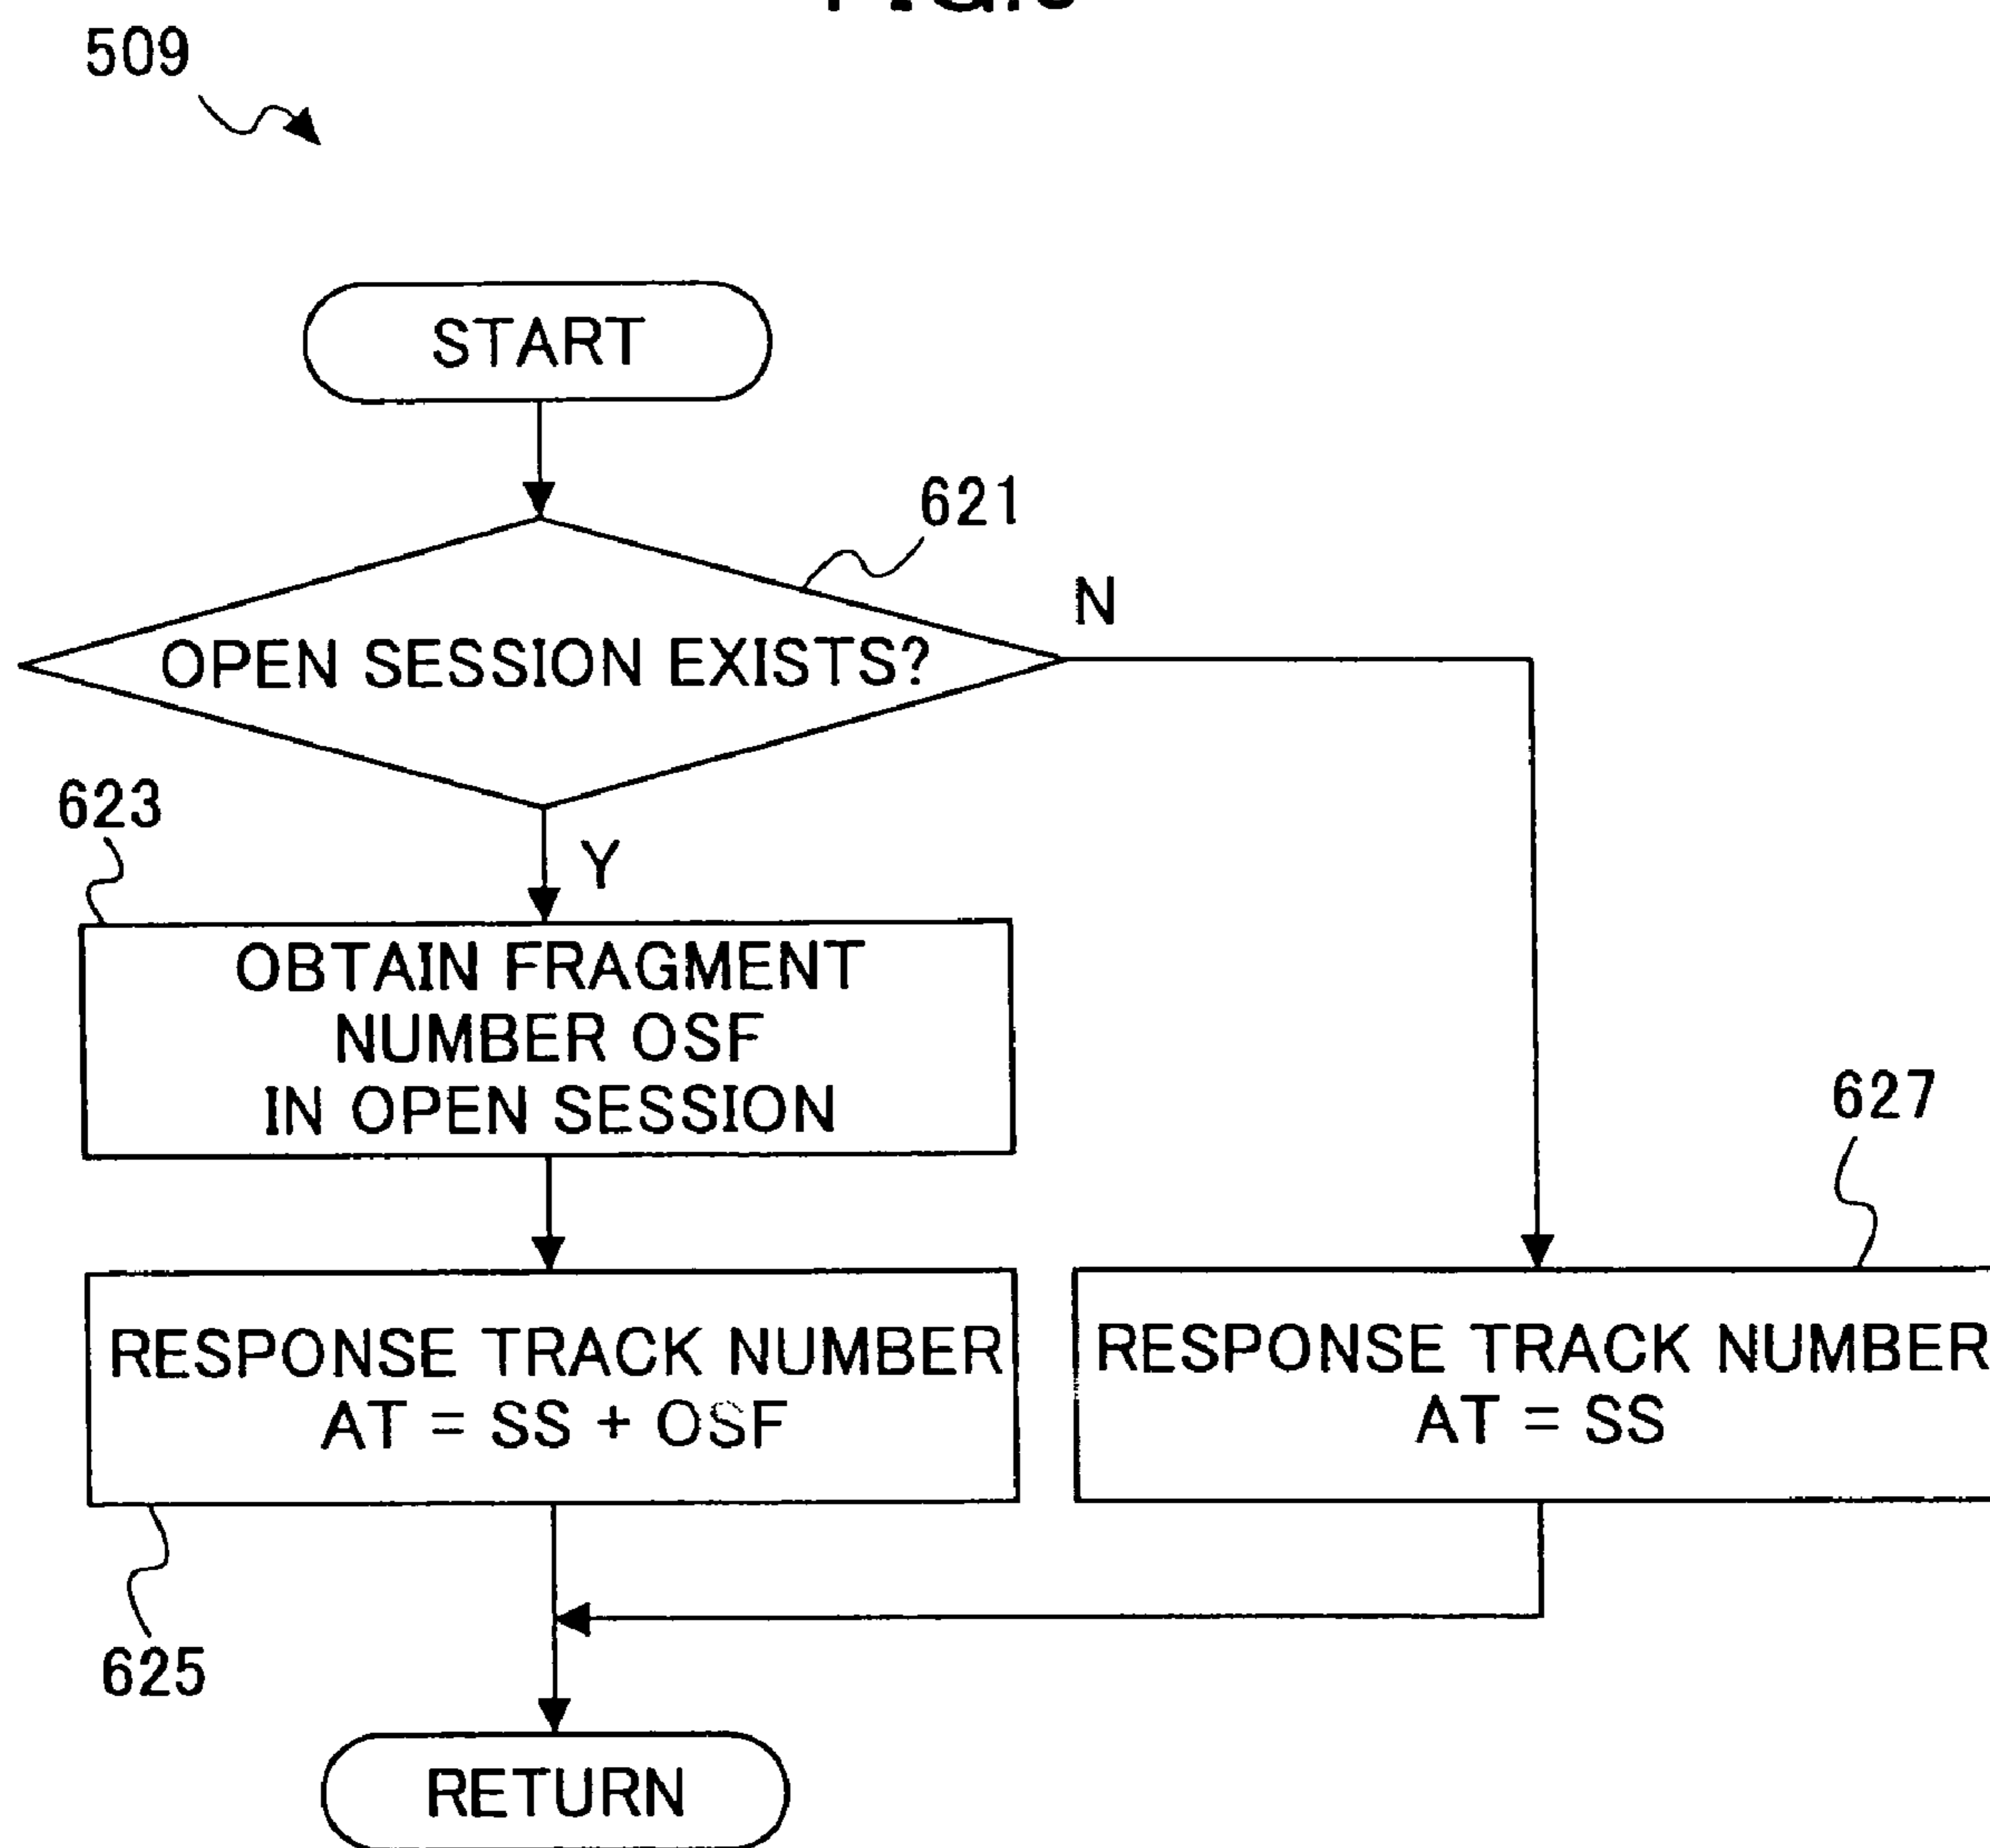 509
START
621
OPEN SESSION EXISTS?
N
Y
623
OBTAIN FRAGMENT
NUMBER OSF
IN OPEN SESSION
627
RESPONSE TRACK NUMBER
AT = SS + OSF
RESPONSE TRACK NUMBER
AT = SS
625
RETURN